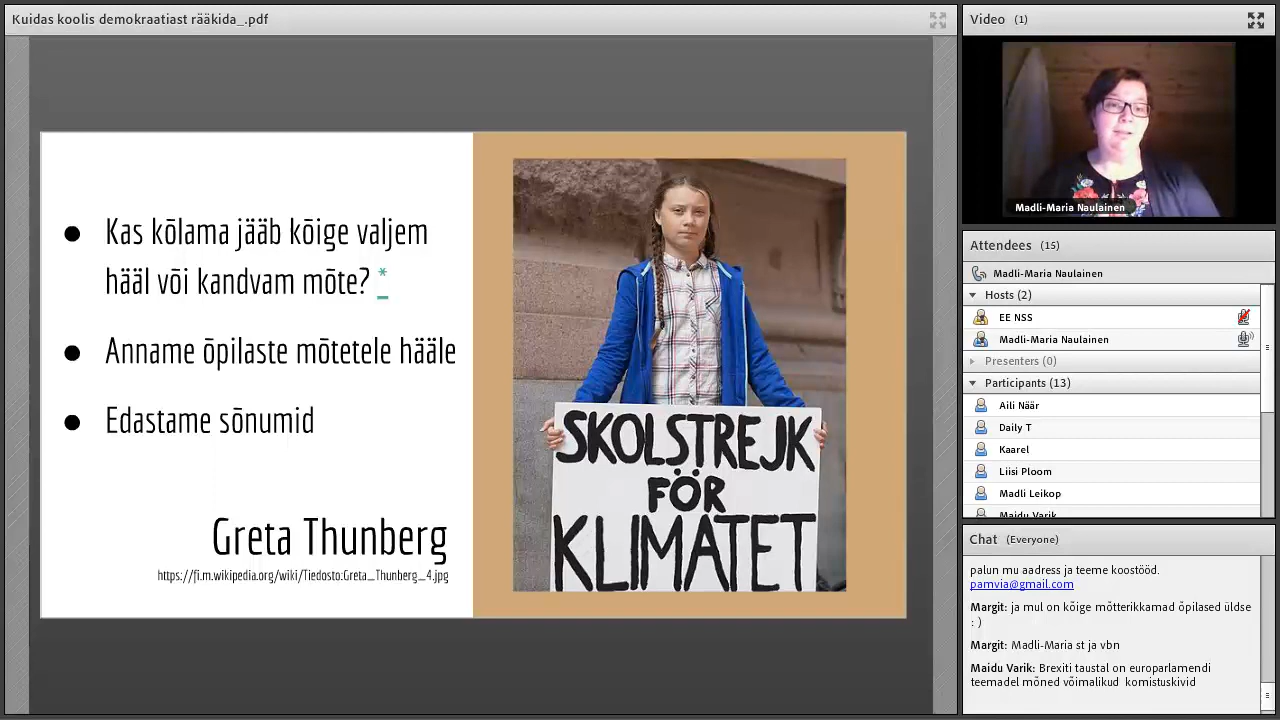 Kuidas koolis demokraatiast rääkida_.pdf
Kas kõlama jääb kõige valjem
hääl või kandvam mõte? *
Anname õpilaste mõtetele hääle
Edastame sõnumid
Greta Thunberg
https://fi.m.wikipedia.org/wiki/Tiedosto:Greta_Thunberg_4.jpg
SKOLSTREJK
FÖR
KLIMATET
Video (1)
Madli-Maria Naulainen
Attendees (15)
Madli-Maria Naulainen
Hosts (2)
EE NSS
Madli-Maria Naulainen
Presenters (0)
Participants (13)
Aili Näär
Daily T
Kaarel
Liisi Ploom
Madli Leikop
Maidu Varik
Chat (Everyone)
palun mu aadress ja teeme koostööd.
pamvia@gmail.com
Margit: ja mul on kõige mõtterikkamad õpilased üldse
: )
Margit: Madli-Maria st ja vbn
Maidu Varik: Brexiti taustal on europarlamendi
teemadel mõned võimalikud komistuskivid